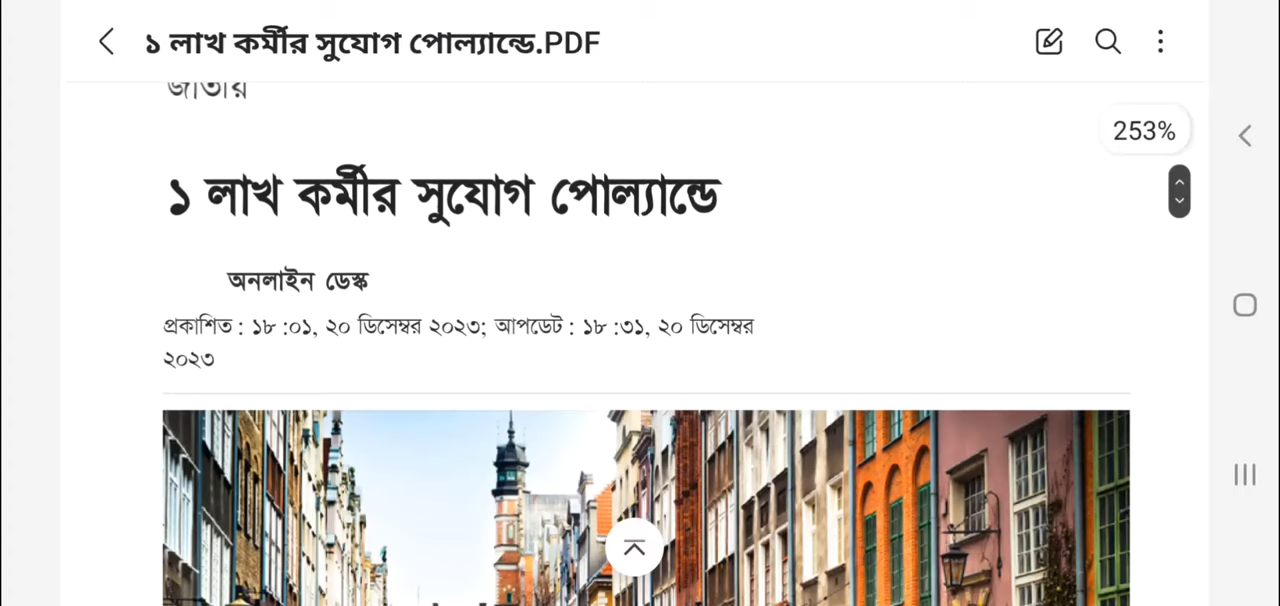 ১ লাখ কর্মীর সুযোগ পোল্যান্ডে.PDF
জাতীয়
253%
১ লাখ কর্মীর সুযোগ পোল্যান্ডে
অনলাইন ডেস্ক
প্রকাশিত : ১৮ :০১, ২০ ডিসেম্বর ২০২৩; আপডেট : ১৮ :৩১, ২০ ডিসেম্বর
২০২৩